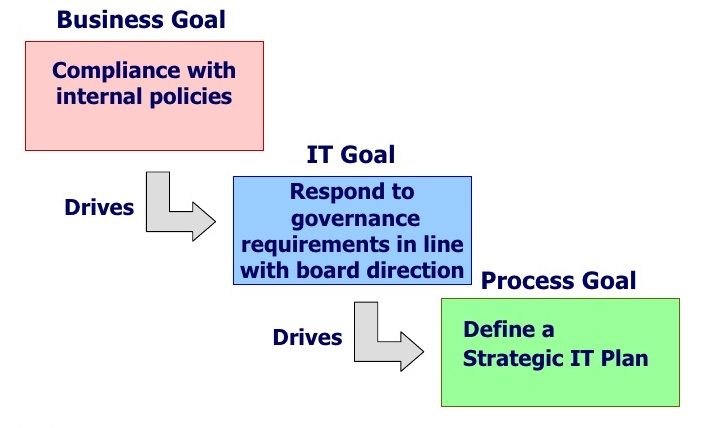 Business Goal
Compliance with
internal policies
IT Goal
Drives
Respond to
governance
requirements in line
with board direction
Process Goal
Drives
Define a
Strategic IT Plan